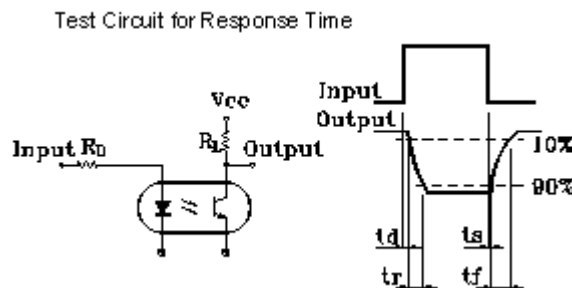 Test Circuit for Response Time
Input
Vcc
Output
Input RD
RL
Output
10%
90%
td
ts
tr
tf